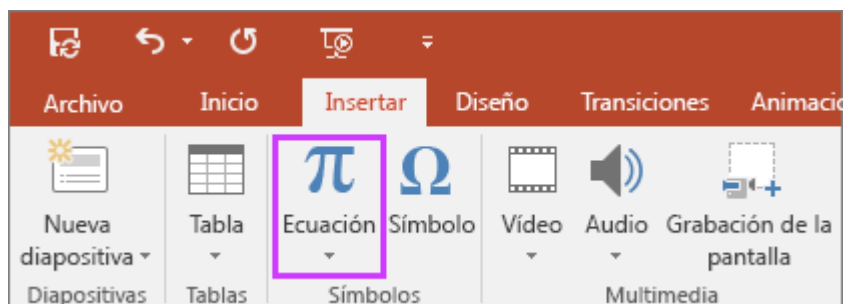 Archivo Inicio Insertar Diseño Transiciones Animacio
Nueva diapositiva
Tabla
Ecuación
Símbolo
Vídeo
Audio
Grabación de la
pantalla
Diapositivas Tablas Símbolos Multimedia